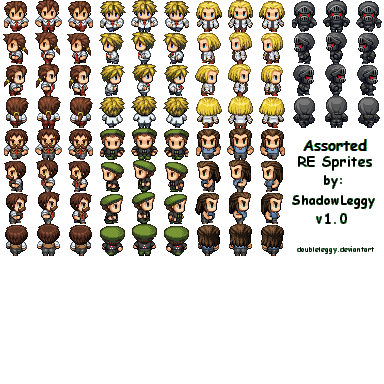 Assorted
RE Sprites
by:
ShadowLeggy
v1.0
doubleleggy.deviantart